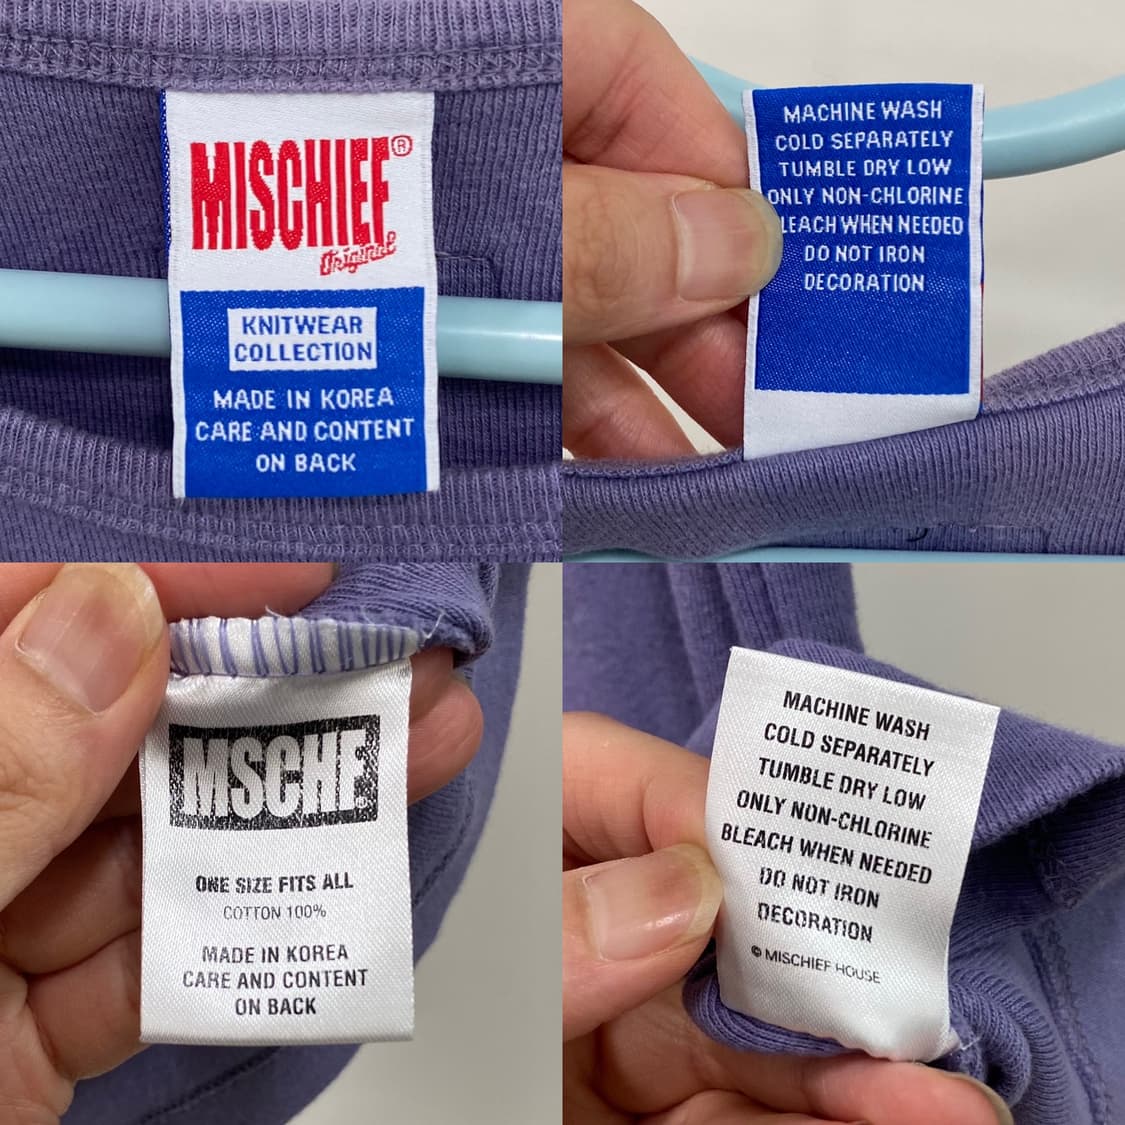 MISCHIEF®
Original
KNITWEAR
COLLECTION
MADE IN KOREA
CARE AND CONTENT
ON BACK
MACHINE WASH
COLD SEPARATELY
TUMBLE DRY LOW
ONLY NON-CHLORINE
BLEACH WHEN NEEDED
DO NOT IRON
DECORATION
MSCHF®
ONE SIZE FITS ALL
COTTON 100%
MADE IN KOREA
CARE AND CONTENT
ON BACK
MACHINE WASH
COLD SEPARATELY
TUMBLE DRY LOW
ONLY NON-CHLORINE
BLEACH WHEN NEEDED
DO NOT IRON
DECORATION
© MISCHIEF HOUSE